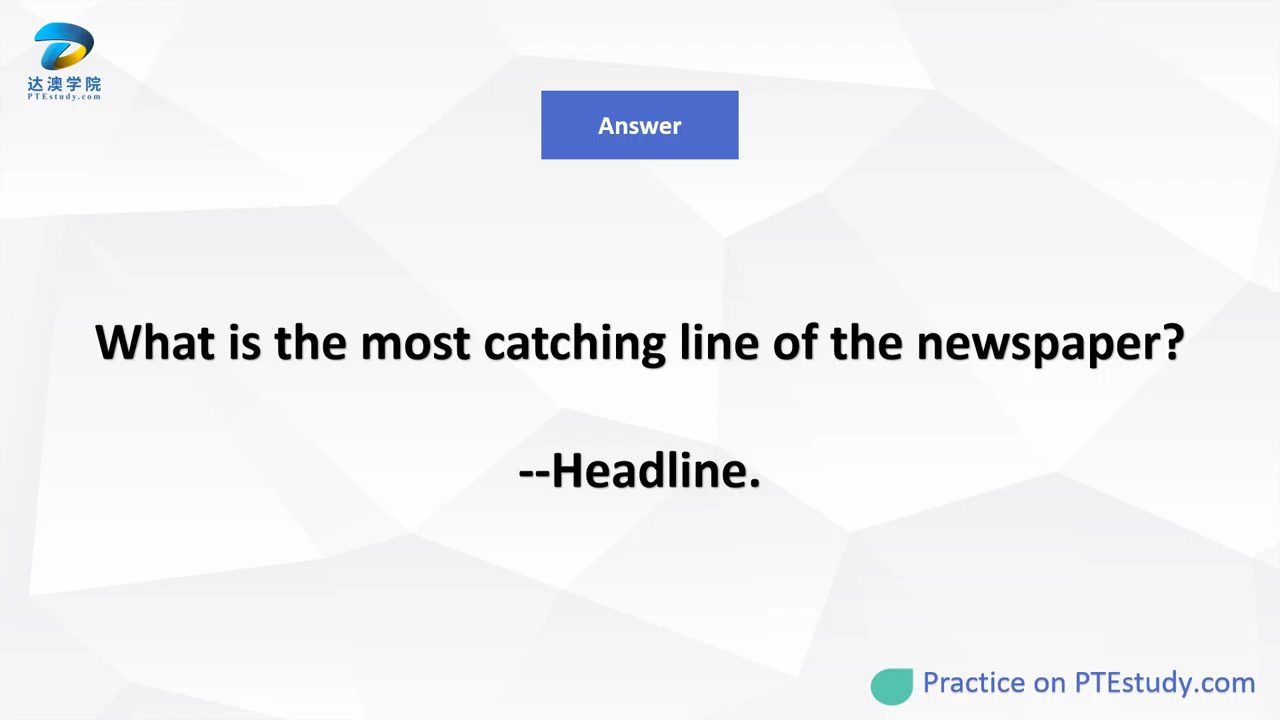 达澳学院
PTEstudy.com
Answer
What is the most catching line of the newspaper?
--Headline.
Practice on PTEstudy.com